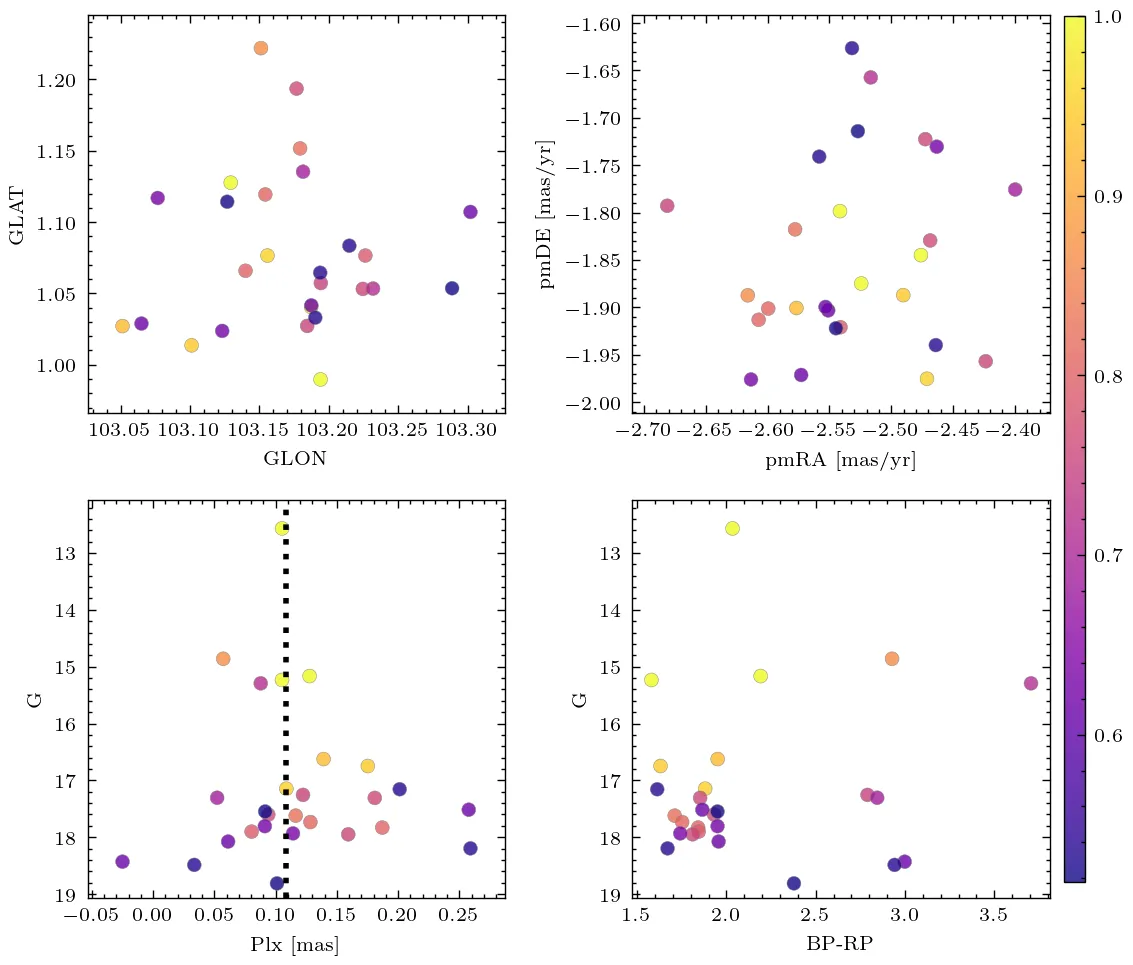 1.20
1.15
1.10
1.05
1.00
GLAT
103.05 103.10 103.15 103.20 103.25 103.30
GLON
−1.60
−1.65
−1.70
−1.75
−1.80
−1.85
−1.90
−1.95
−2.00
pmDE [mas/yr]
−2.70 −2.65 −2.60 −2.55 −2.50 −2.45 −2.40
pmRA [mas/yr]
1.0
0.9
0.8
0.7
0.6
13
14
15
16
17
18
19
G
−0.05 0.00 0.05 0.10 0.15 0.20 0.25
Plx [mas]
13
14
15
16
17
18
19
G
1.5 2.0 2.5 3.0 3.5
BP-RP